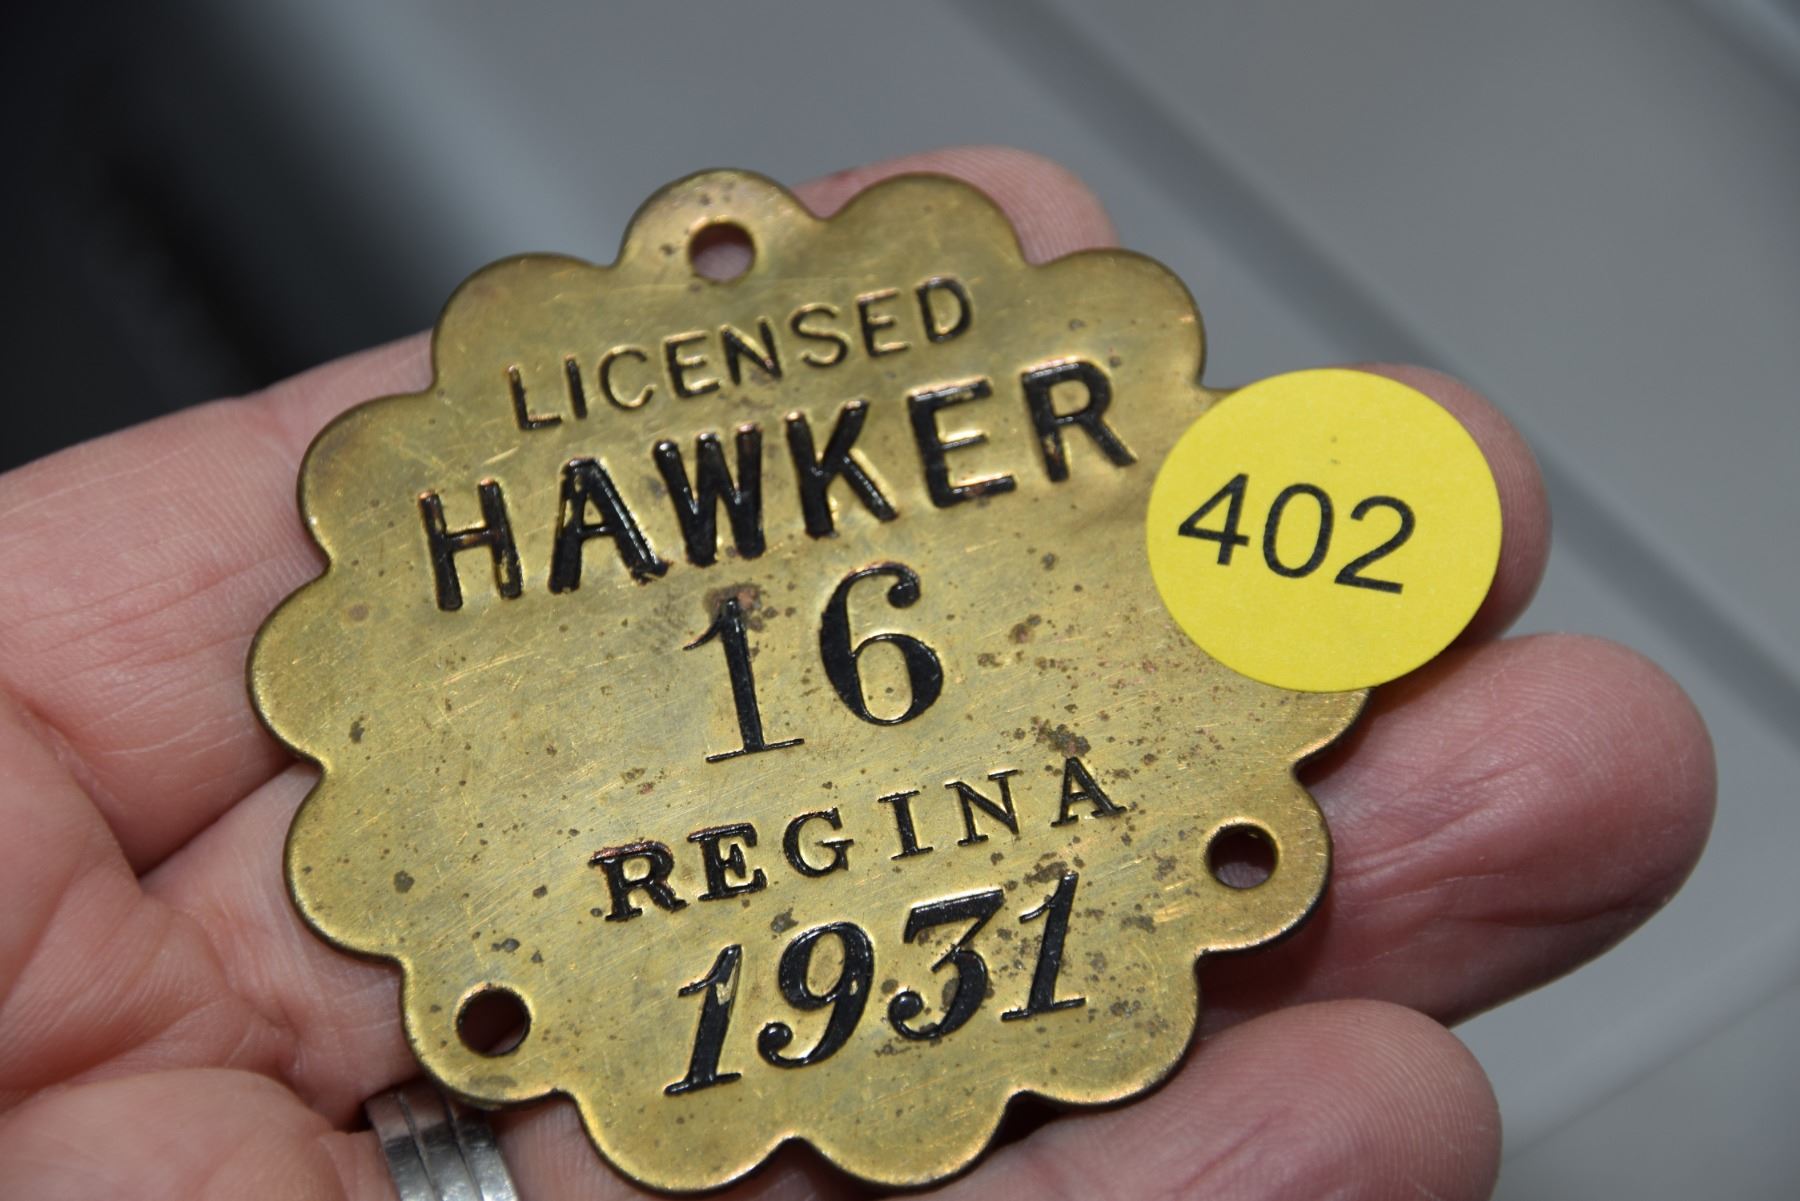 LICENSED
HAWKER
16
REGINA
1931
402